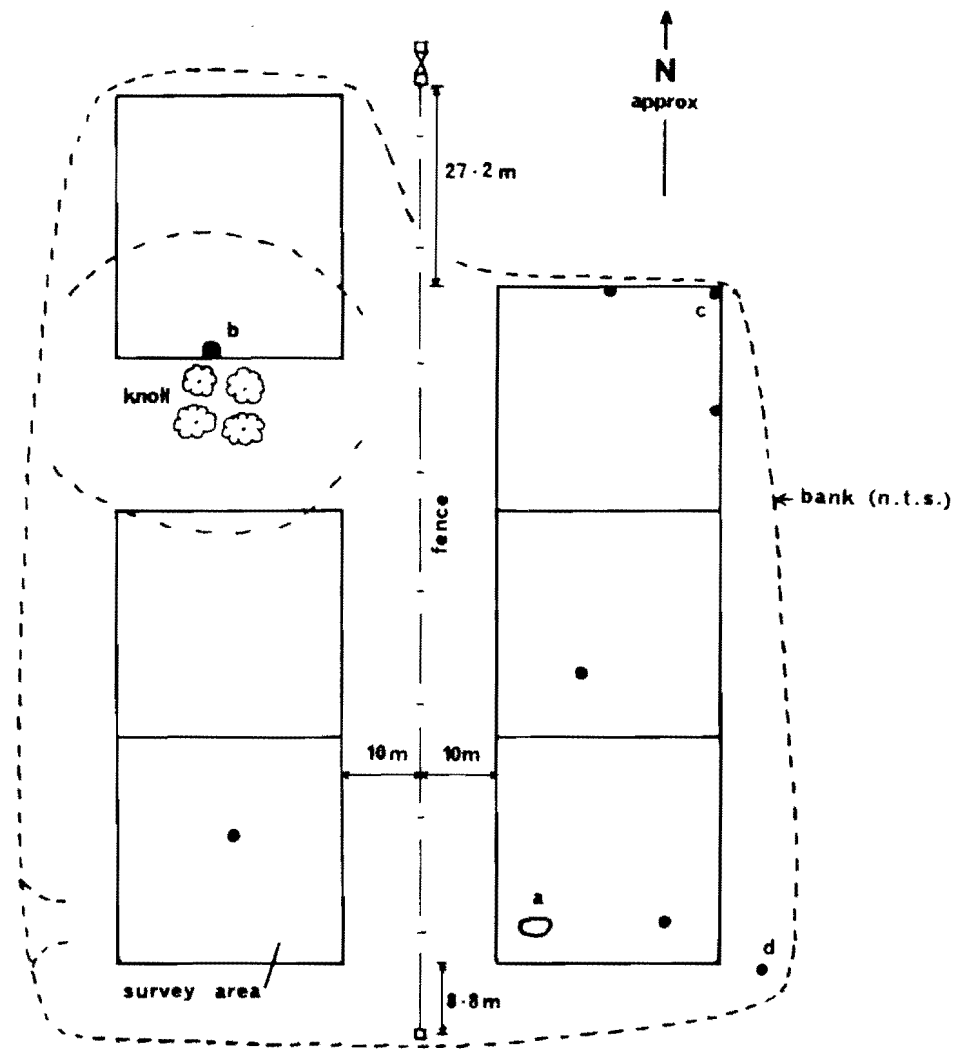 N
approx
27·2 m
b
c
knoll
bank (n.t.s.)
fence
10m
10m
a
d
survey area
8·8m